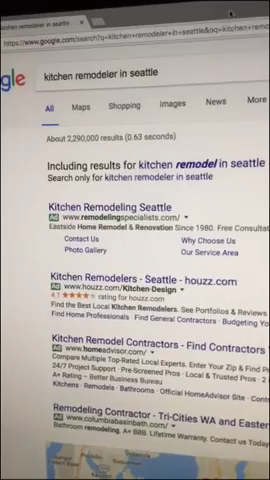 kitchen remodeler in seattle
https://www.google.com/search?q=kitchen+remodeler+in+seattle&oq=kitchen+remo
gle
kitchen remodeler in seattle
All Maps Shopping Images News More
About 2,290,000 results (0.63 seconds)
Including results for kitchen remodel in seattle
Search only for kitchen remodeler in seattle
Kitchen Remodeling Seattle
Ad www.remodelingspecialists.com/
Eastside Home Remodel & Renovation Since 1980. Free Consultat
Contact Us Why Choose Us
Photo Gallery Our Service Area
Kitchen Remodelers - Seattle - houzz.com
Ad www.houzz.com/Kitchen-Design
4.1 rating for houzz.com
Find the Best Local Kitchen Remodelers. See Portfolios & Reviews
Find Home Professionals · Find General Contractors · Budgeting Yo
Kitchen Remodel Contractors - Find Contractors
Ad www.homeadvisor.com/
Compare Multiple Top-Rated Local Experts. Enter Your Zip & Find P
24/7 Project Support · Pre-Screened Pros · Local & Trusted Pros · 2
A+ Rating – Better Business Bureau
Kitchens · Remodels · Bathrooms · Official HomeAdvisor Site · Cont
Remodeling Contractor - Tri-Cities WA and Easter
Ad www.columbiabasinbath.com/
Bathroom remodeling. A+ BBB. Lifetime Warranty. Contact us Today